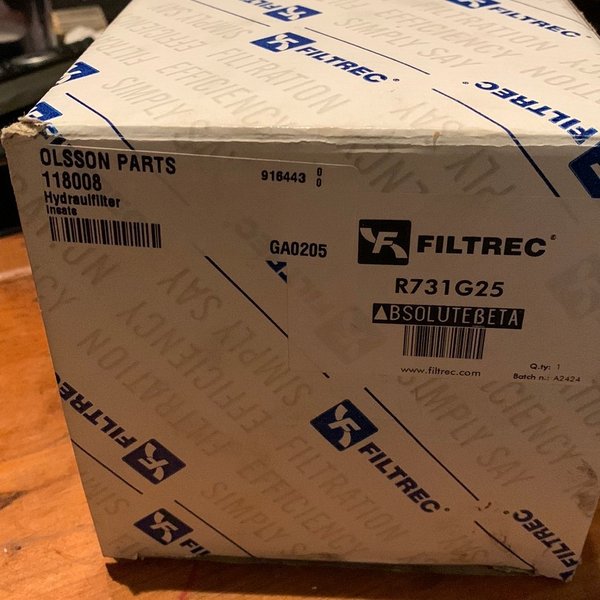 FILTREC
FILTREC
FILTREC
OLSSON PARTS
118008
Hydraulfilter
Insats
916443 0
0
GA0205
FILTREC
R731G25
ABSOLUTEBETA
www.filtrec.com
Q.ty: 1
Batch n.: A2424
FILTREC
FILTREC
FILTRATION
EFFICIENCY
SIMPLY SAY